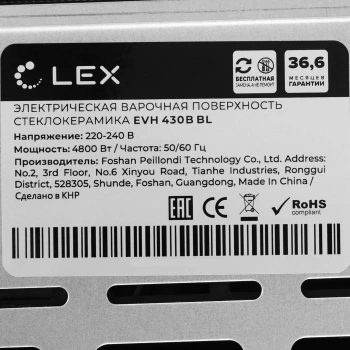 LEX
БЕСПЛАТНАЯ
ЗАМЕНА, А НЕ РЕМОНТ
36,6
МЕСЯЦЕВ
ГАРАНТИИ
ЭЛЕКТРИЧЕСКАЯ ВАРОЧНАЯ ПОВЕРХНОСТЬ
СТЕКЛОКЕРАМИКА EVH 430B BL
Напряжение: 220-240 В
Мощность: 4800 Вт / Частота: 50/60 Гц
Производитель: Foshan Peillondi Technology Co., Ltd. Address:
No.2, 3rd Floor, No.6 Xinyou Road, Tianhe Industries, Ronggui
District, 528305, Shunde, Foshan, Guangdong, Made In China /
Сделано в КНР
EAC CE RoHS
compliant